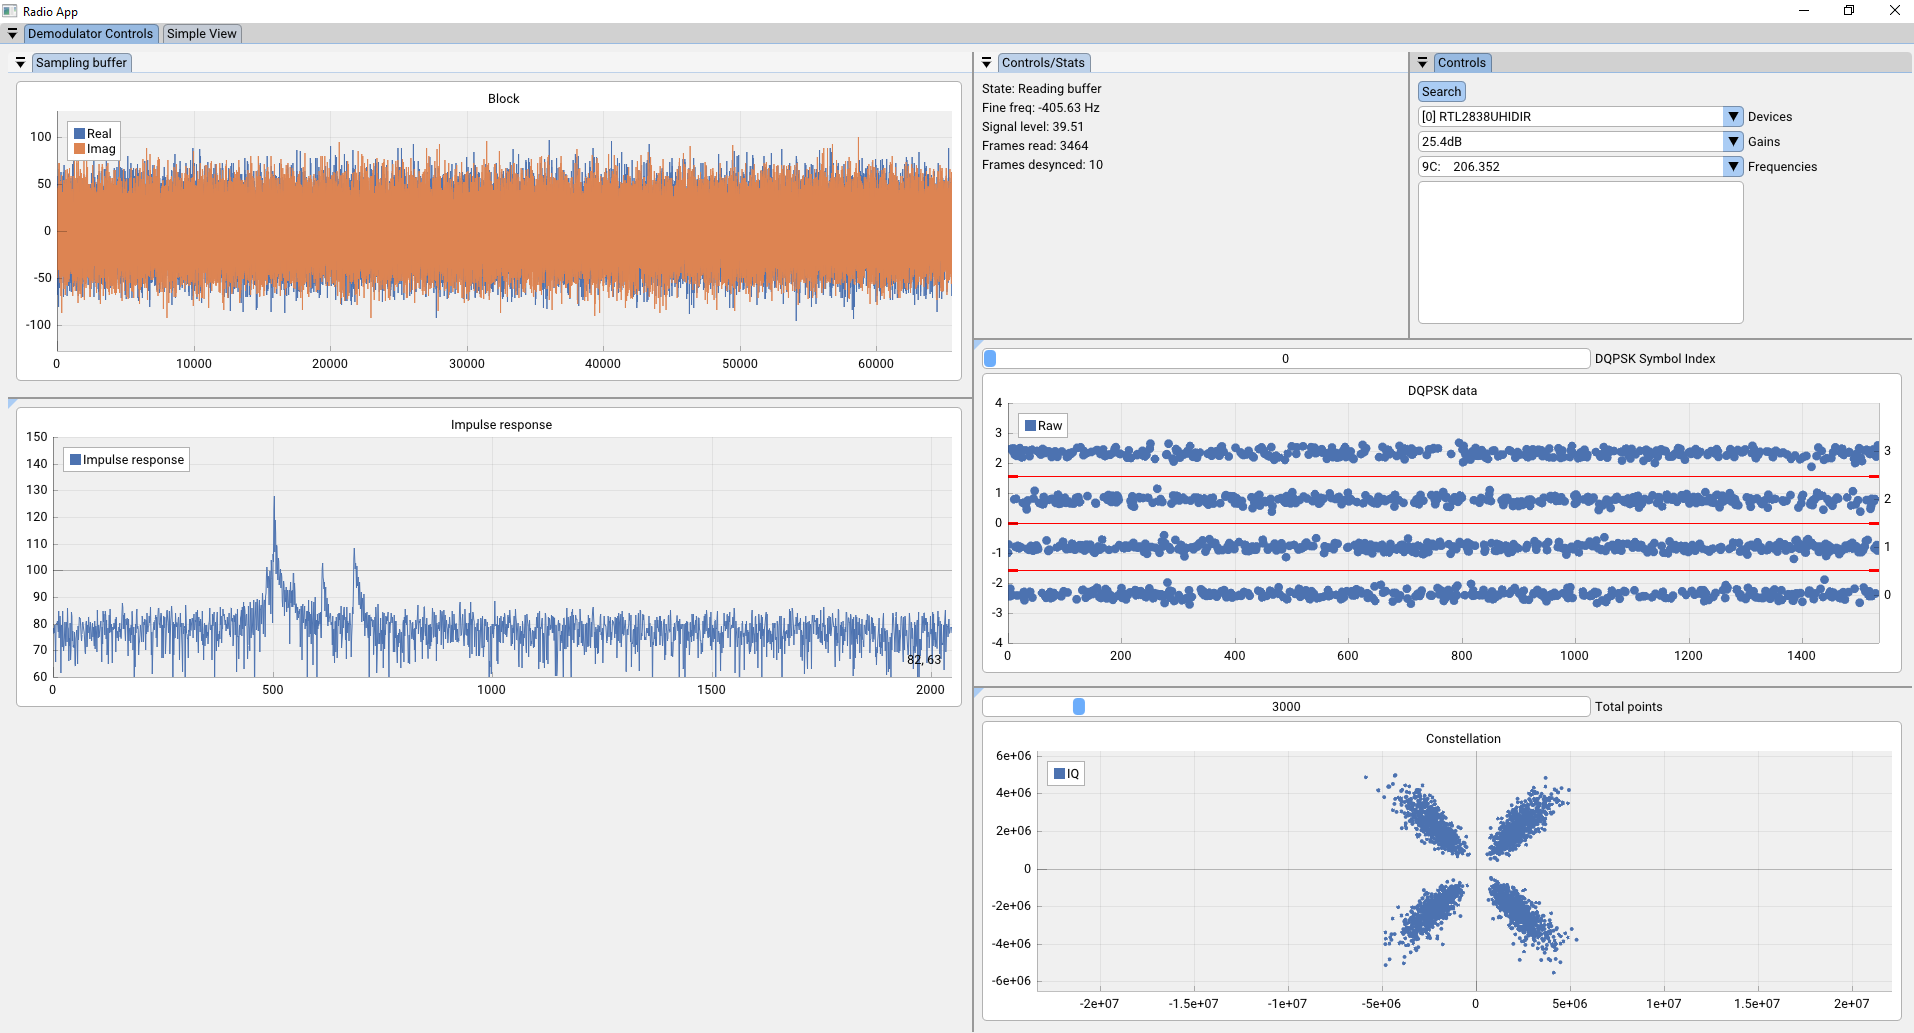 Radio App
Demodulator Controls Simple View
Sampling buffer
Block
Real
Imag
100
50
0
-50
-100
0 10000 20000 30000 40000 50000 60000
Impulse response
Impulse response
150
140
130
120
110
100
90
80
70
60
82, 63
0 500 1000 1500 2000
Controls/Stats
State: Reading buffer
Fine freq: -405.63 Hz
Signal level: 39.51
Frames read: 3464
Frames desynced: 10
Controls
Search
[0] RTL2838UHIDIR Devices
25.4dB Gains
9C: 206.352 Frequencies
0 DQPSK Symbol Index
DQPSK data
Raw
4
3
2
1
0
-1
-2
-3
-4
3
2
1
0
0 200 400 600 800 1000 1200 1400
3000 Total points
Constellation
IQ
6e+06
4e+06
2e+06
0
-2e+06
-4e+06
-6e+06
-2e+07 -1.5e+07 -1e+07 -5e+06 0 5e+06 1e+07 1.5e+07 2e+07